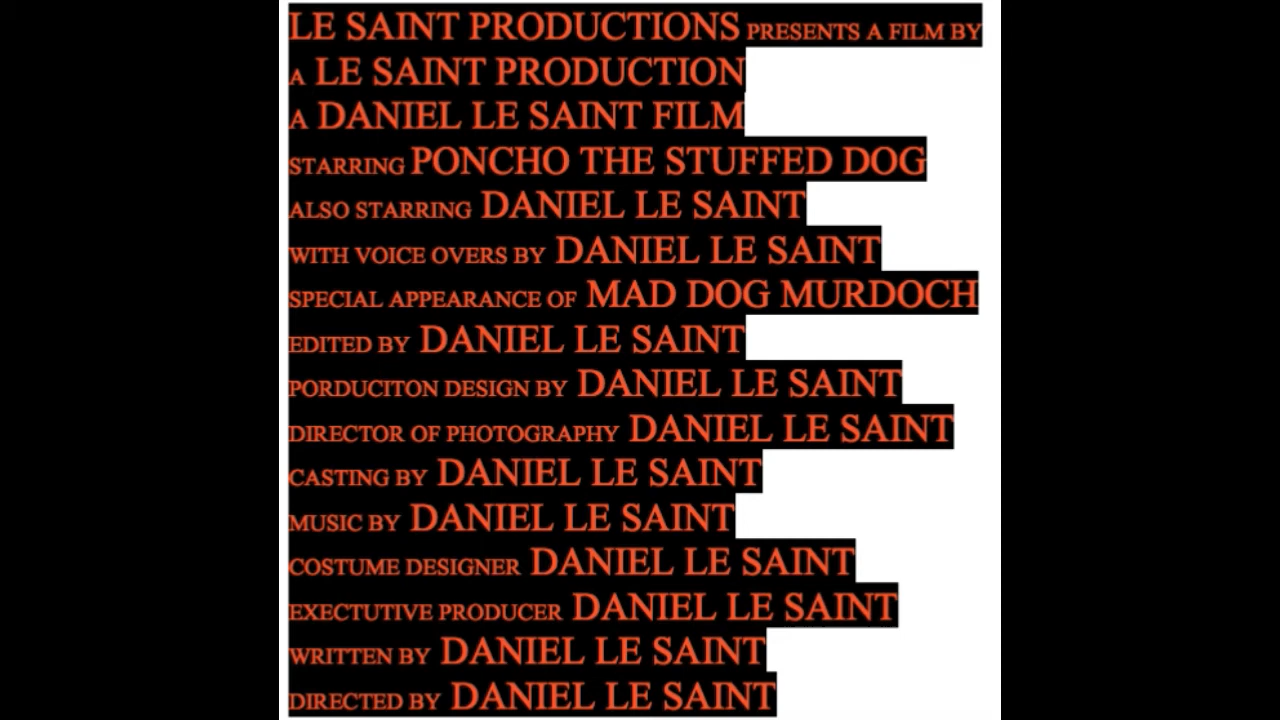 LE SAINT PRODUCTIONS PRESENTS A FILM BY
A LE SAINT PRODUCTION
A DANIEL LE SAINT FILM
STARRING PONCHO THE STUFFED DOG
ALSO STARRING DANIEL LE SAINT
WITH VOICE OVERS BY DANIEL LE SAINT
SPECIAL APPEARANCE OF MAD DOG MURDOCH
EDITED BY DANIEL LE SAINT
PORDUCITON DESIGN BY DANIEL LE SAINT
DIRECTOR OF PHOTOGRAPHY DANIEL LE SAINT
CASTING BY DANIEL LE SAINT
MUSIC BY DANIEL LE SAINT
COSTUME DESIGNER DANIEL LE SAINT
EXECTUTIVE PRODUCER DANIEL LE SAINT
WRITTEN BY DANIEL LE SAINT
DIRECTED BY DANIEL LE SAINT